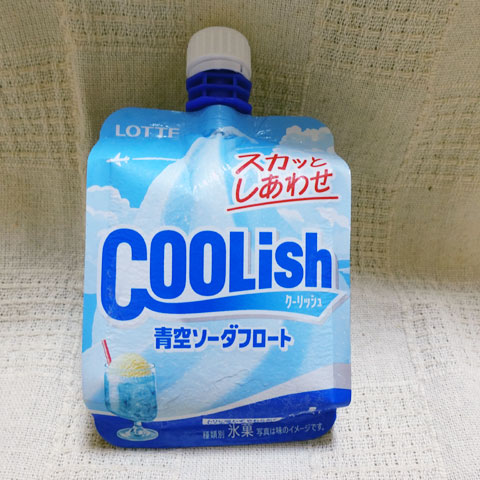 LOTTE
スカッと
しあわせ
COOLish
クーリッシュ
青空ソーダフロート
種類別 氷菓 写真は味のイメージです。